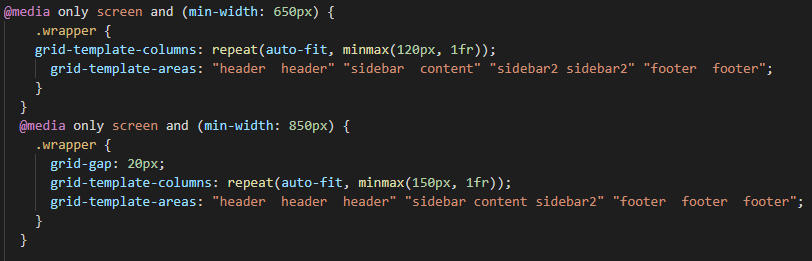 @media only screen and (min-width: 650px) {
.wrapper {
grid-template-columns: repeat(auto-fit, minmax(120px, 1fr));
grid-template-areas: "header  header" "sidebar  content" "sidebar2 sidebar2" "footer  footer";
}
}
@media only screen and (min-width: 850px) {
.wrapper {
grid-gap: 20px;
grid-template-columns: repeat(auto-fit, minmax(150px, 1fr));
grid-template-areas: "header  header  header" "sidebar content sidebar2" "footer  footer  footer";
}
}